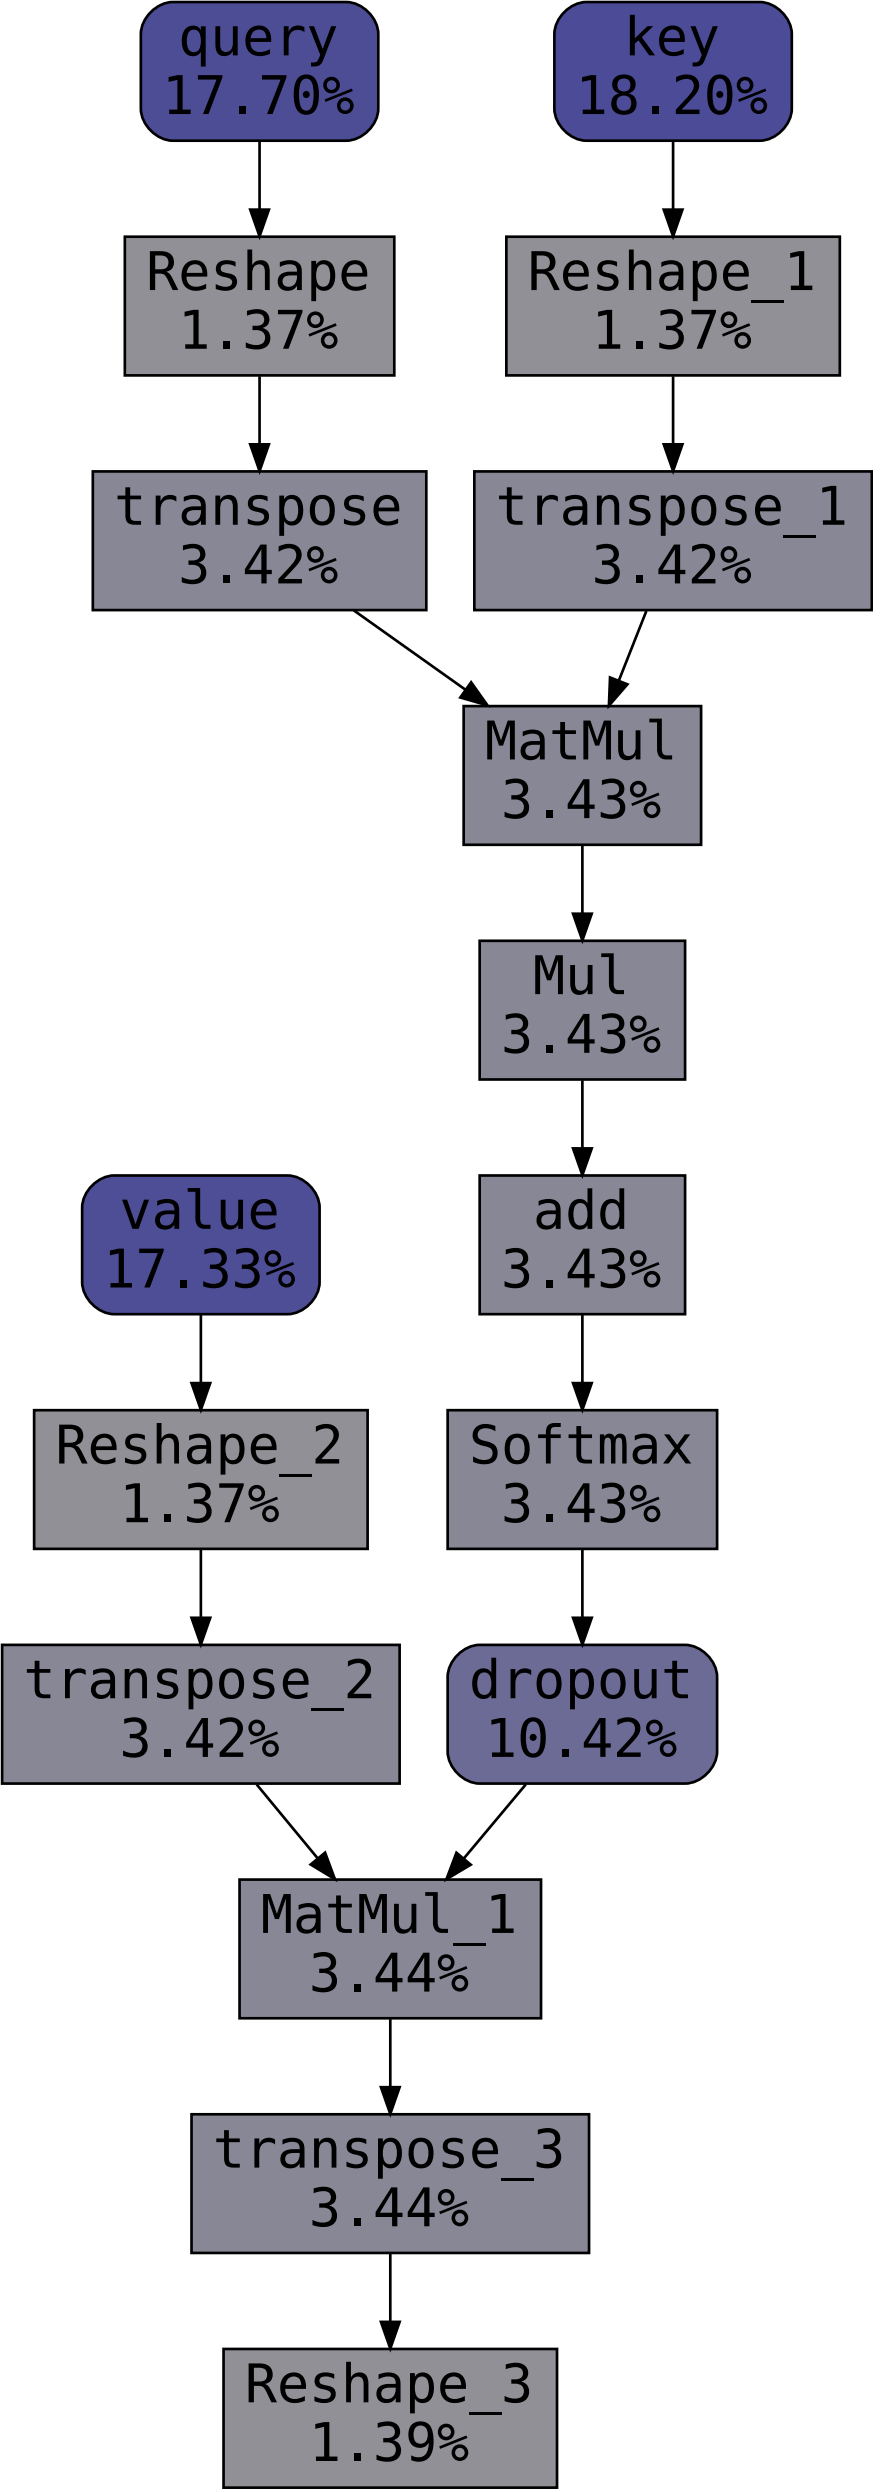 query
17.70%
key
18.20%
Reshape
1.37%
Reshape_1
1.37%
transpose
3.42%
transpose_1
3.42%
MatMul
3.43%
Mul
3.43%
value
17.33%
add
3.43%
Reshape_2
1.37%
Softmax
3.43%
transpose_2
3.42%
dropout
10.42%
MatMul_1
3.44%
transpose_3
3.44%
Reshape_3
1.39%